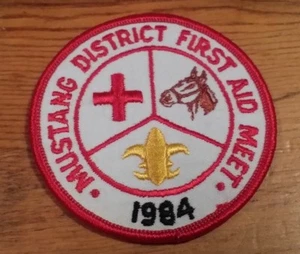 • MUSTANG DISTRICT FIRST AID MEET •
1984